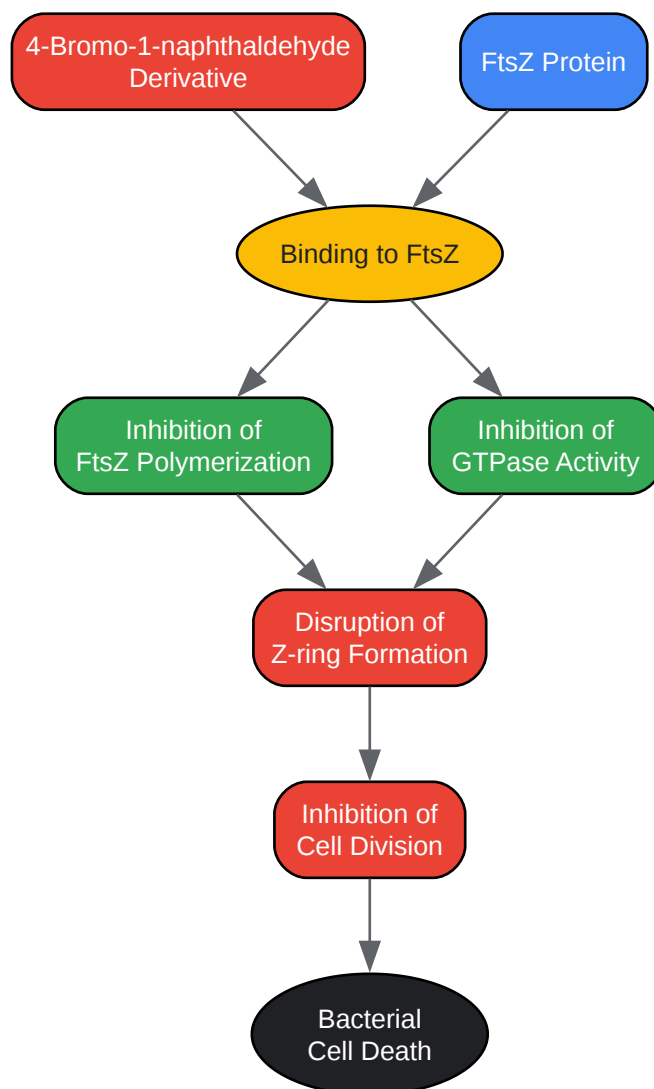 4-Bromo-1-naphthaldehyde
Derivative
FtsZ Protein
Binding to FtsZ
Inhibition of
FtsZ Polymerization
Inhibition of
GTPase Activity
Disruption of
Z-ring Formation
Inhibition of
Cell Division
Bacterial
Cell Death